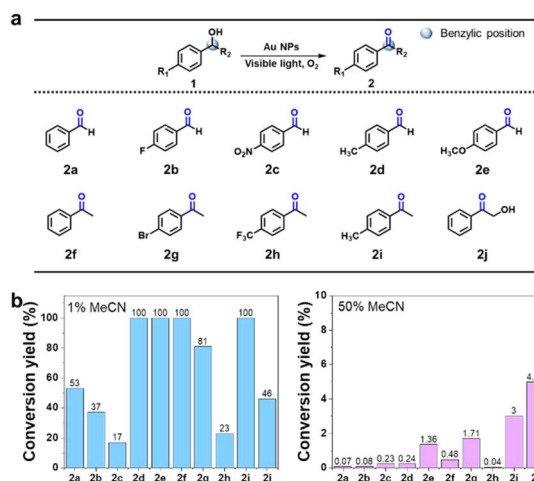 a
OH
R2
R1
1
Au NPs
Visible light, O2
O
R2
R1
2
Benzylic position
O
H
2a
O
H
F
2b
O
H
O2N
2c
O
H
H3C
2d
O
H
H3C
O
2e
O
2f
O
Br
2g
O
F3C
2h
O
H3C
2i
O
OH
2j
b
1% MeCN
Conversion yield (%)
100
80
60
40
20
0
53
37
17
100
100
100
81
23
100
46
2a 2b 2c 2d 2e 2f 2g 2h 2i 2i
50% MeCN
Conversion yield (%)
10
8
6
4
2
0
0.07
0.08
0.23
0.24
1.36
0.48
1.71
0.04
3
4.
2a 2b 2c 2d 2e 2f 2g 2h 2i 2